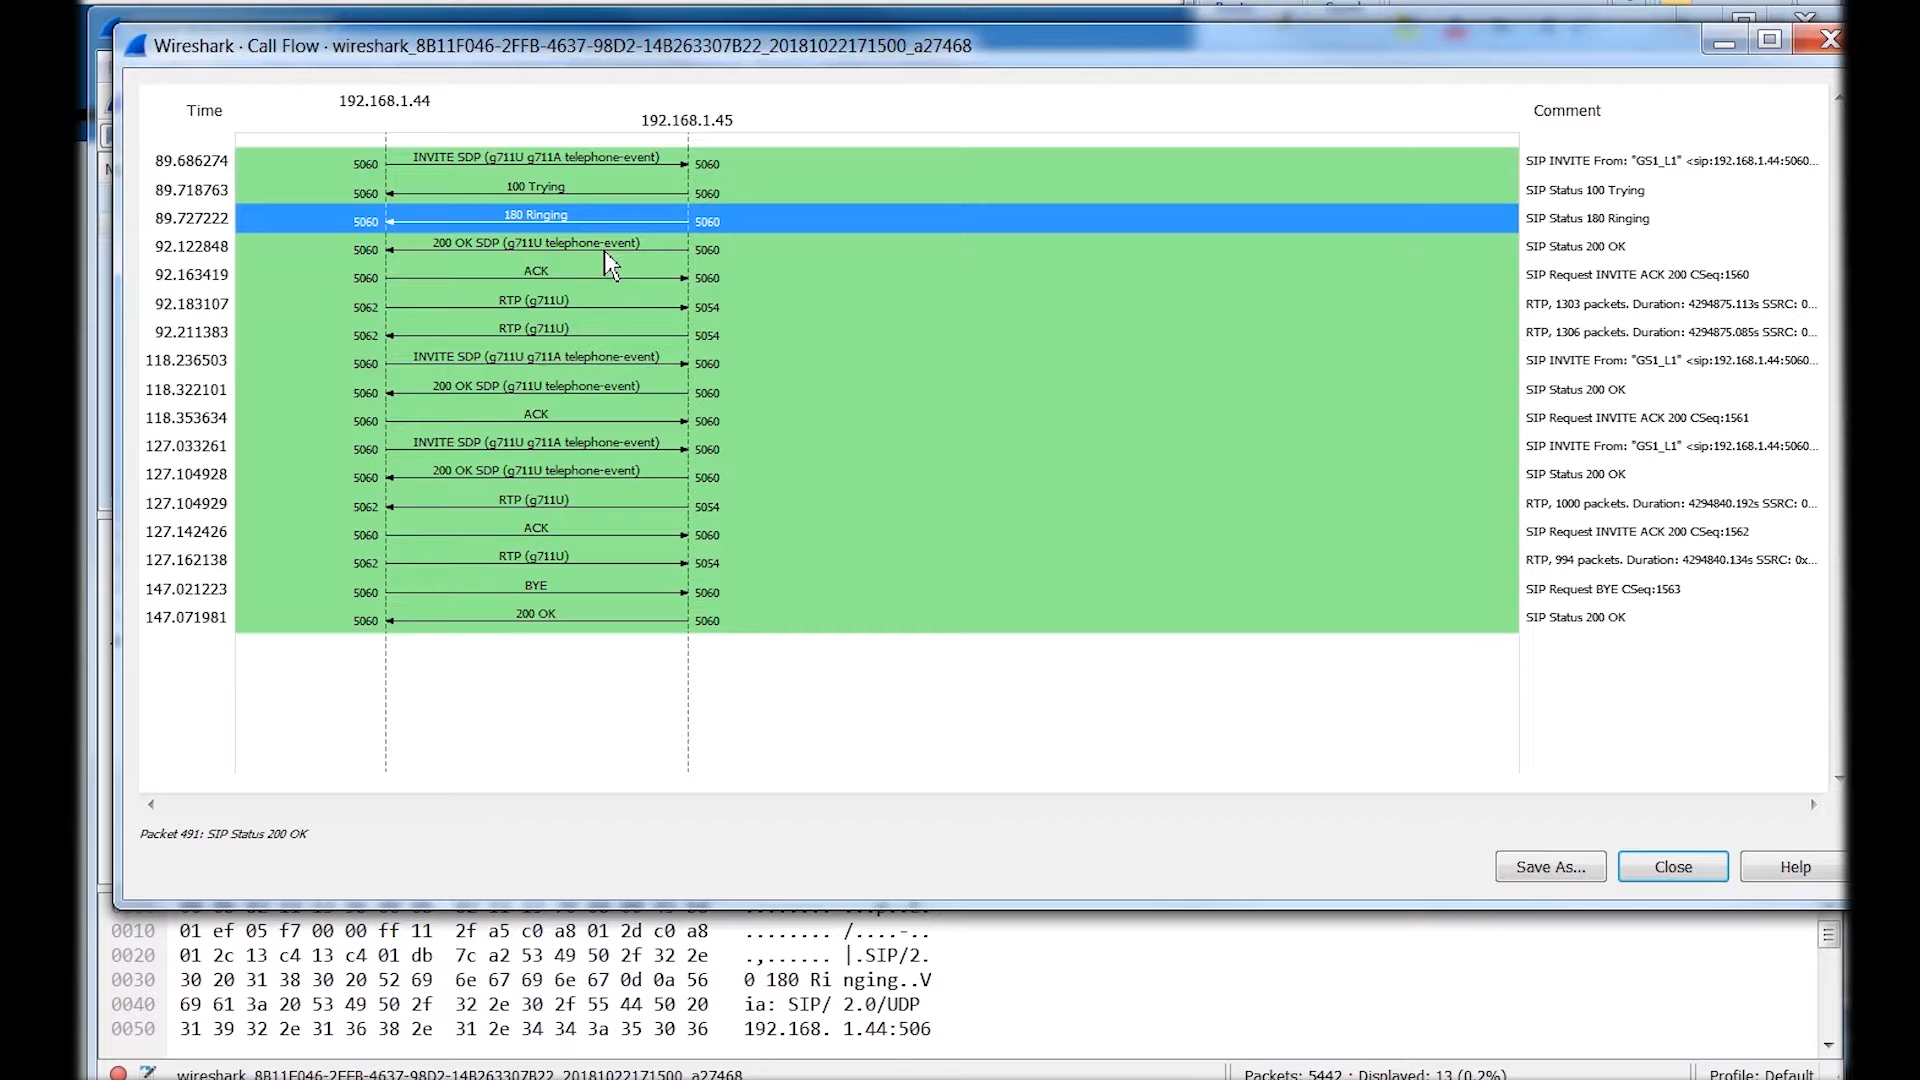 Wireshark · Call Flow · wireshark_8B11F046-2FFB-4637-98D2-14B263307B22_20181022171500_a27468
192.168.1.44
Time
192.168.1.45
Comment
89.686274 5060 INVITE SDP (g711U g711A telephone-event) 5060 SIP INVITE From: "GS1_L1" <sip:192.168.1.44:5060...
89.718763 5060 100 Trying 5060 SIP Status 100 Trying
89.727222 5060 180 Ringing 5060 SIP Status 180 Ringing
92.122848 5060 200 OK SDP (g711U telephone-event) 5060 SIP Status 200 OK
92.163419 5060 ACK 5060 SIP Request INVITE ACK 200 CSeq:1560
92.183107 5062 RTP (g711U) 5054 RTP, 1303 packets. Duration: 4294875.113s SSRC: 0...
92.211383 5062 RTP (g711U) 5054 RTP, 1306 packets. Duration: 4294875.085s SSRC: 0...
118.236503 5060 INVITE SDP (g711U g711A telephone-event) 5060 SIP INVITE From: "GS1_L1" <sip:192.168.1.44:5060...
118.322101 5060 200 OK SDP (g711U telephone-event) 5060 SIP Status 200 OK
118.353634 5060 ACK 5060 SIP Request INVITE ACK 200 CSeq:1561
127.033261 5060 INVITE SDP (g711U g711A telephone-event) 5060 SIP INVITE From: "GS1_L1" <sip:192.168.1.44:5060...
127.104928 5060 200 OK SDP (g711U telephone-event) 5060 SIP Status 200 OK
127.104929 5062 RTP (g711U) 5054 RTP, 1000 packets. Duration: 4294840.192s SSRC: 0...
127.142426 5060 ACK 5060 SIP Request INVITE ACK 200 CSeq:1562
127.162138 5062 RTP (g711U) 5054 RTP, 994 packets. Duration: 4294840.134s SSRC: 0x...
147.021223 5060 BYE 5060 SIP Request BYE CSeq:1563
147.071981 5060 200 OK 5060 SIP Status 200 OK
Packet 491: SIP Status 200 OK
Save As... Close Help
0010 01 ef 05 f7 00 00 ff 11 2f a5 c0 a8 01 2d c0 a8 ........ /....-..
0020 01 2c 13 c4 13 c4 01 db 7c a2 53 49 50 2f 32 2e .,...... |.SIP/2.
0030 30 20 31 38 30 20 52 69 6e 67 69 6e 67 0d 0a 56 0 180 Ri nging..V
0040 69 61 3a 20 53 49 50 2f 32 2e 30 2f 55 44 50 20 ia: SIP/ 2.0/UDP
0050 31 39 32 2e 31 36 38 2e 31 2e 34 34 3a 35 30 36 192.168. 1.44:506
wireshark_8B11F046-2FFB-4637-98D2-14B263307B22_20181022171500_a27468 Packets: 5442 · Displayed: 13 (0.2%) Profile: Default